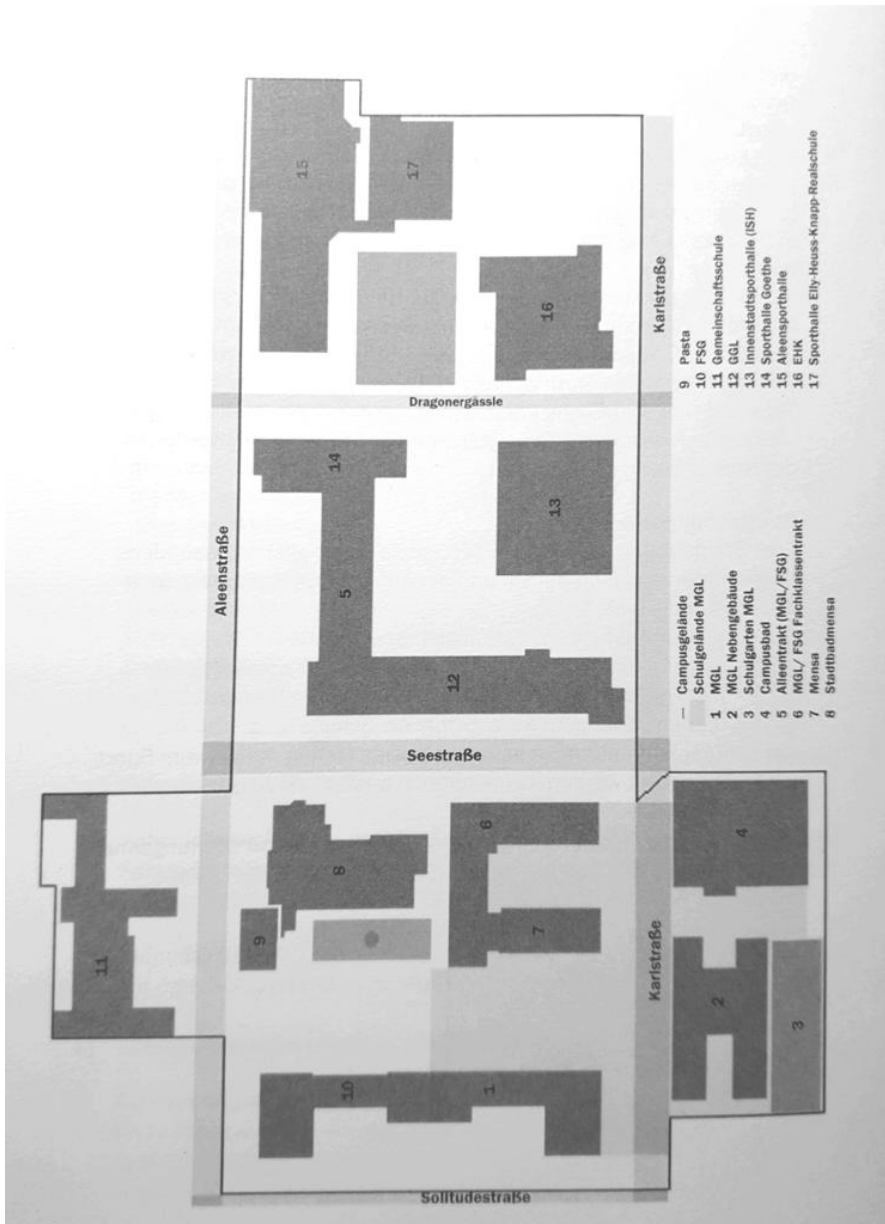 Aleenstraße
Seestraße
Dragonergässle
Solitudestraße
Karlstraße
Karlstraße
11
10
9
8
1
7
6
12
5
14
13
15
17
16
2
3
4
— Campusgelände
Schulgelände MGL
1 MGL
2 MGL Nebengebäude
3 Schulgarten MGL
4 Campusbad
5 Alleentrakt (MGL/FSG)
6 MGL/ FSG Fachklassentrakt
7 Mensa
8 Stadtbadmensa
9 Pasta
10 FSG
11 Gemeinschaftsschule
12 GGL
13 Innenstadtsporthalle (ISH)
14 Sporthalle Goethe
15 Aleensporthalle
16 EHK
17 Sporthalle Elly-Heuss-Knapp-Realschule